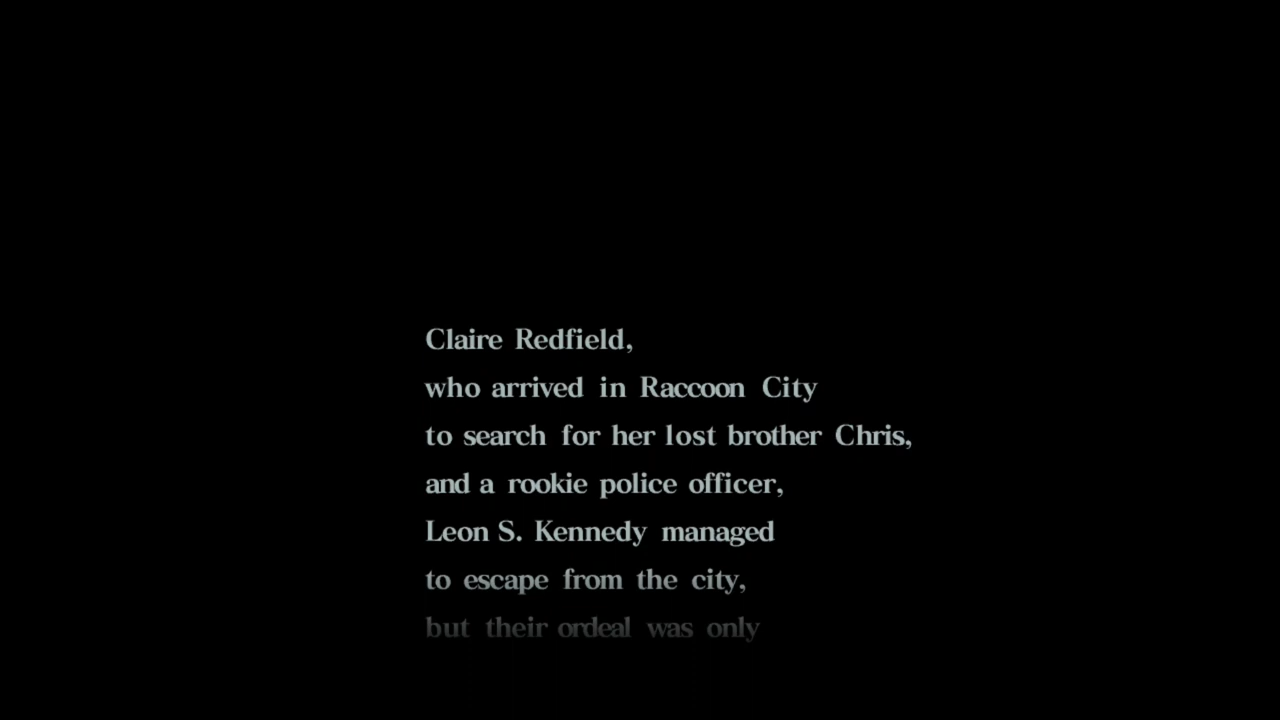 Claire Redfield,
who arrived in Raccoon City
to search for her lost brother Chris,
and a rookie police officer,
Leon S. Kennedy managed
to escape from the city,
but their ordeal was only